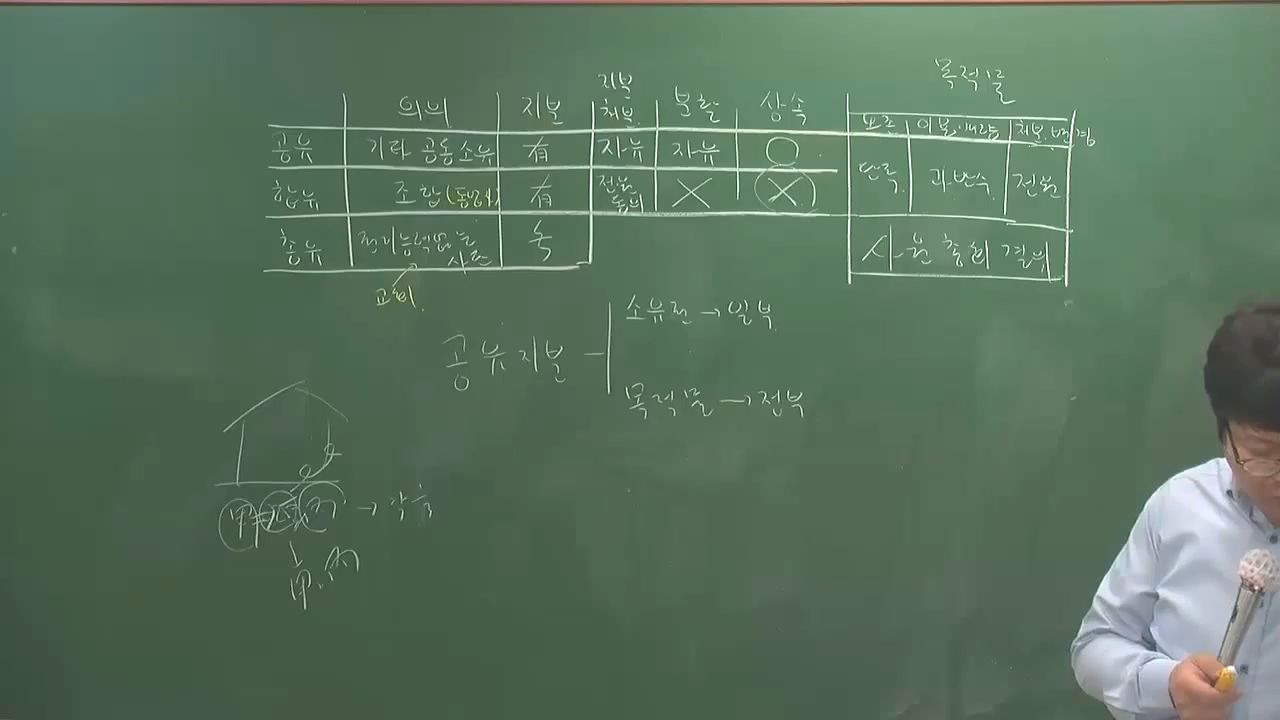 목적물
의의 지분 지분처분 분할 상속 보존 이용·개량 처분·변경
공유 기타 공동소유 有 자유 자유 ○ 단독 과반수 전원
합유 조합 (동업) 有 전원동의 × ×
총유 권리능력없는 사단 無 사원총회 결의
교회
소유권 → 일부
공유지분
목적물 → 전부
甲 乙 丙
甲, 丙